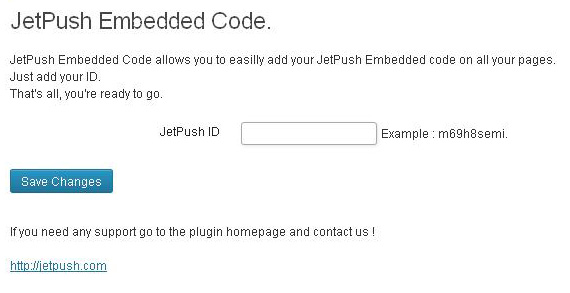 JetPush Embedded Code.
JetPush Embedded Code allows you to easilly add your JetPush Embedded code on all your pages.
Just add your ID.
That's all, you're ready to go.
JetPush ID Example : m69h8semi.
Save Changes
If you need any support go to the plugin homepage and contact us !
http://jetpush.com